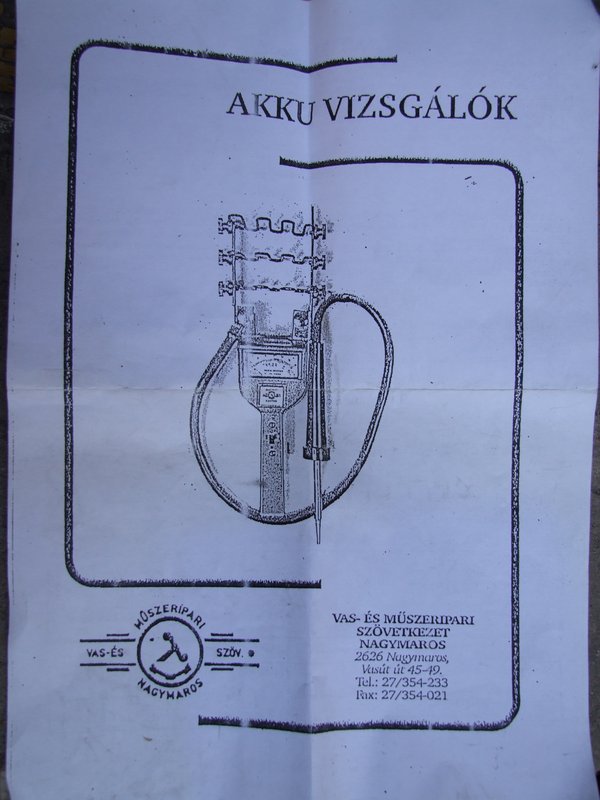 AKKU VIZSGÁLÓK
MŰSZERIPARI
VAS-ÉS SZÖV.
NAGYMAROS
VAS- ÉS MŰSZERIPARI
SZÖVETKEZET
NAGYMAROS
2626 Nagymaros,
Vasút út 45-49.
Tel.: 27/354-233
Fax: 27/354-021